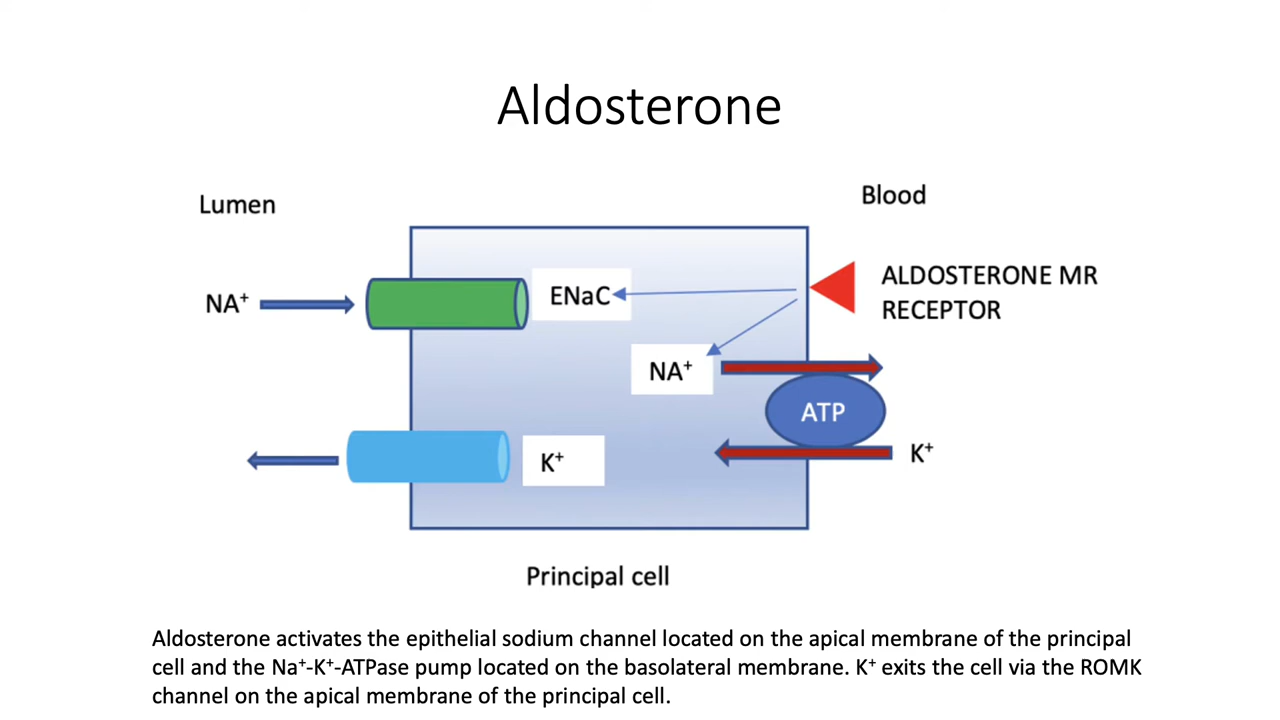 Aldosterone
Lumen
Blood
NA⁺
ENaC
ALDOSTERONE MR
RECEPTOR
NA⁺
ATP
K⁺
K⁺
Principal cell
Aldosterone activates the epithelial sodium channel located on the apical membrane of the principal
cell and the Na⁺-K⁺-ATPase pump located on the basolateral membrane. K⁺ exits the cell via the ROMK
channel on the apical membrane of the principal cell.